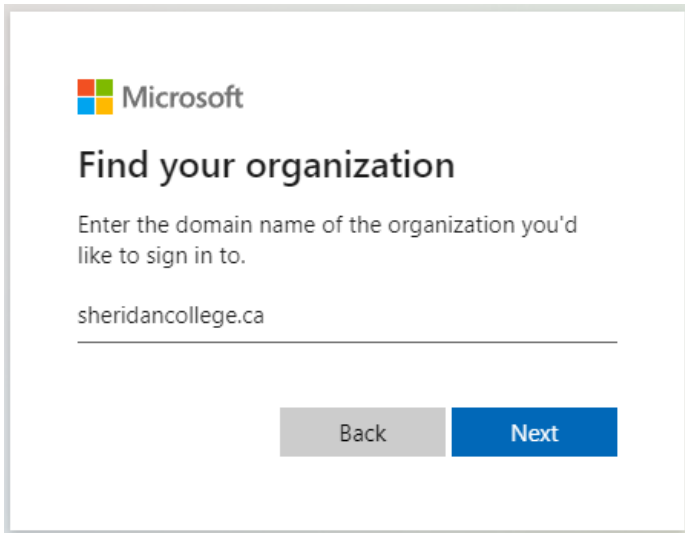 Microsoft
Find your organization
Enter the domain name of the organization you'd
like to sign in to.
sheridancollege.ca
Back Next